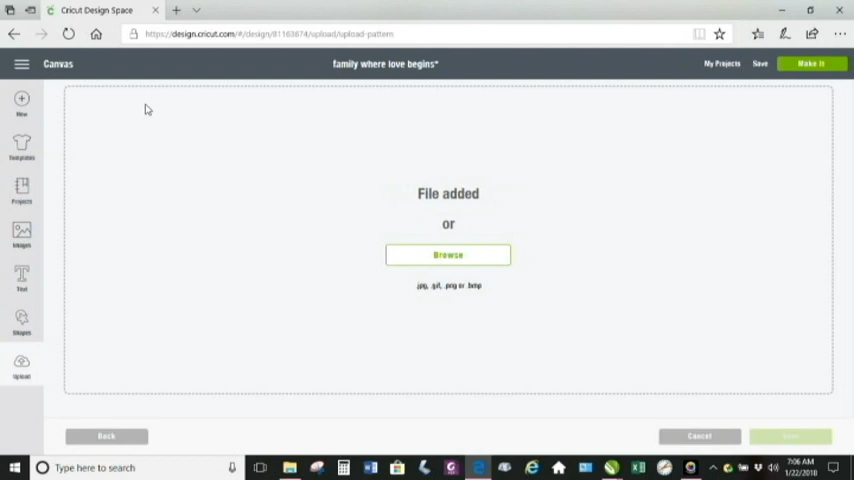 Cricut Design Space
https://design.cricut.com/#/design/81163674/upload/upload-pattern
Canvas
family where love begins*
My Projects
Save
Make It
New
Templates
Projects
Images
Text
Shapes
Upload
File added
or
Browse
.jpg, .gif, .png or .bmp
Back
Cancel
Type here to search
7:06 AM
1/22/2018